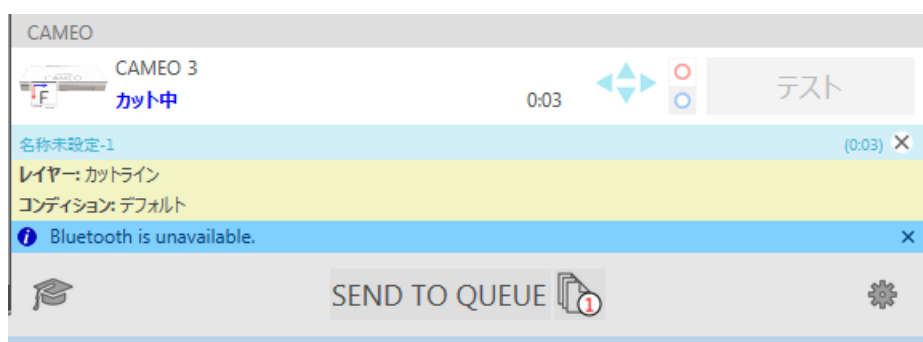 CAMEO
CAMEO 3
カット中
0:03
テスト
名称未設定-1
(0:03)
レイヤー: カットライン
コンディション: デフォルト
Bluetooth is unavailable.
SEND TO QUEUE
1